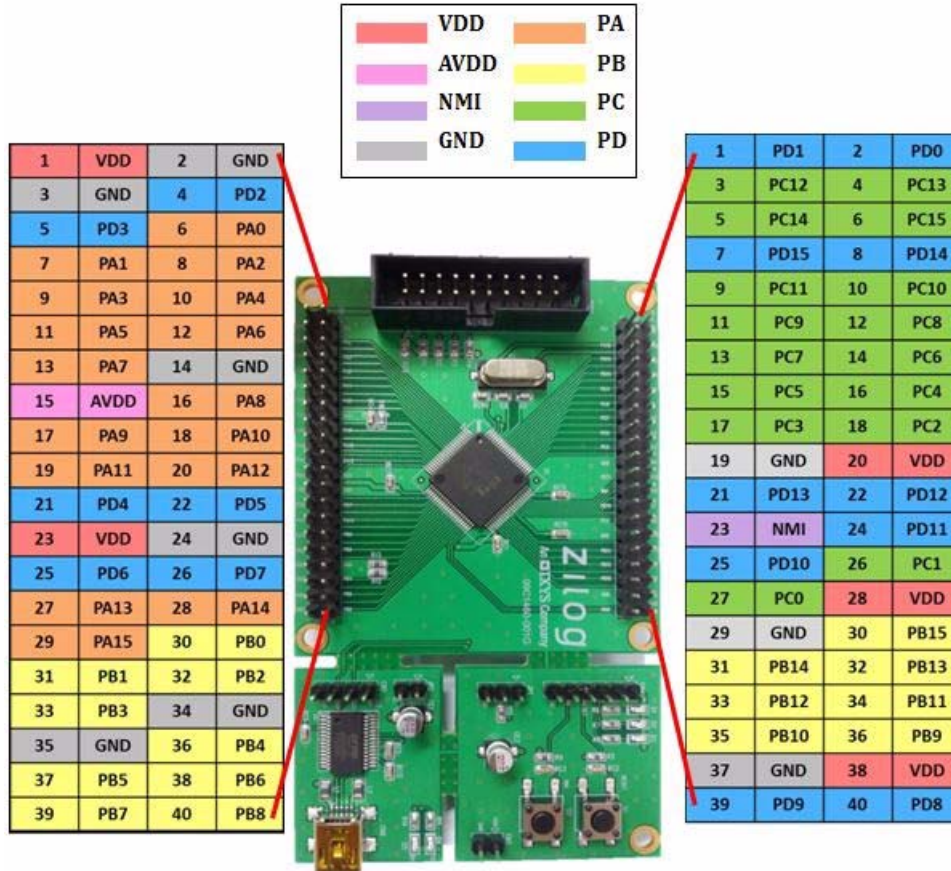 VDD PA
AVDD PB
NMI PC
GND PD
1 VDD 2 GND
3 GND 4 PD2
5 PD3 6 PA0
7 PA1 8 PA2
9 PA3 10 PA4
11 PA5 12 PA6
13 PA7 14 GND
15 AVDD 16 PA8
17 PA9 18 PA10
19 PA11 20 PA12
21 PD4 22 PD5
23 VDD 24 GND
25 PD6 26 PD7
27 PA13 28 PA14
29 PA15 30 PB0
31 PB1 32 PB2
33 PB3 34 GND
35 GND 36 PB4
37 PB5 38 PB6
39 PB7 40 PB8
zilog
An IXYS Company
1 PD1 2 PD0
3 PC12 4 PC13
5 PC14 6 PC15
7 PD15 8 PD14
9 PC11 10 PC10
11 PC9 12 PC8
13 PC7 14 PC6
15 PC5 16 PC4
17 PC3 18 PC2
19 GND 20 VDD
21 PD13 22 PD12
23 NMI 24 PD11
25 PD10 26 PC1
27 PC0 28 VDD
29 GND 30 PB15
31 PB14 32 PB13
33 PB12 34 PB11
35 PB10 36 PB9
37 GND 38 VDD
39 PD9 40 PD8